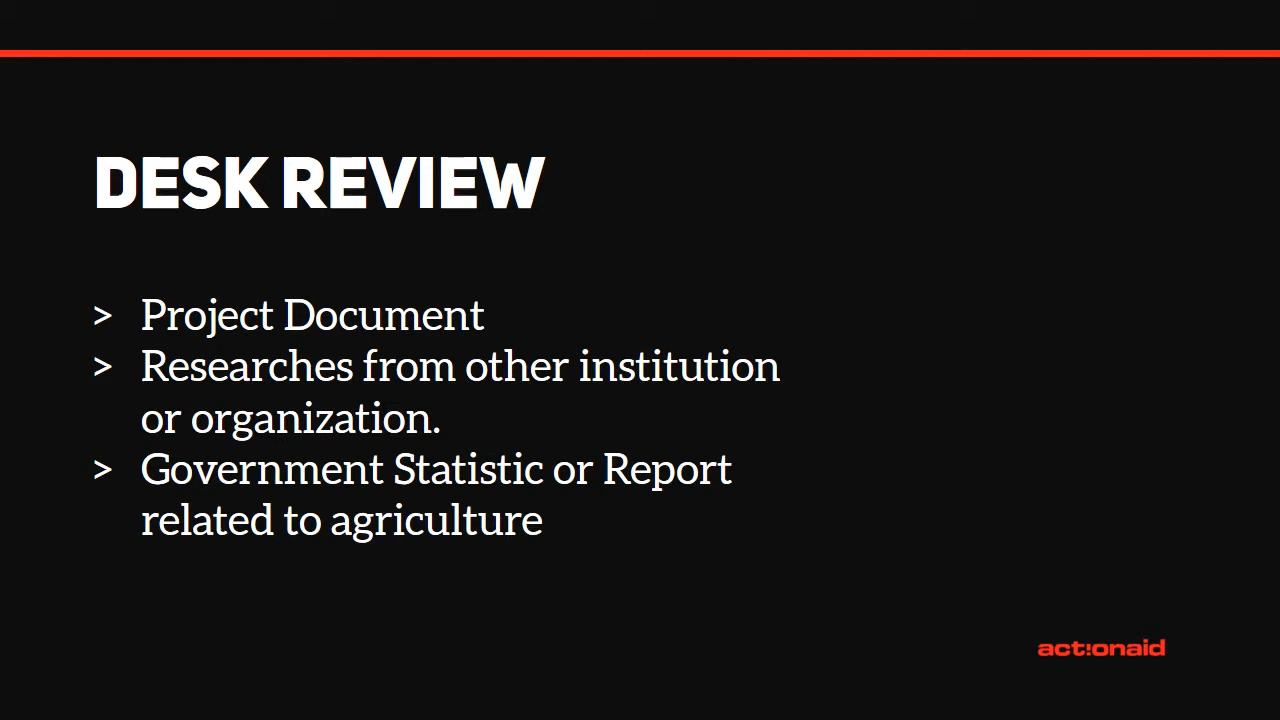 DESK REVIEW
> Project Document
> Researches from other institution
or organization.
> Government Statistic or Report
related to agriculture
act!onaid